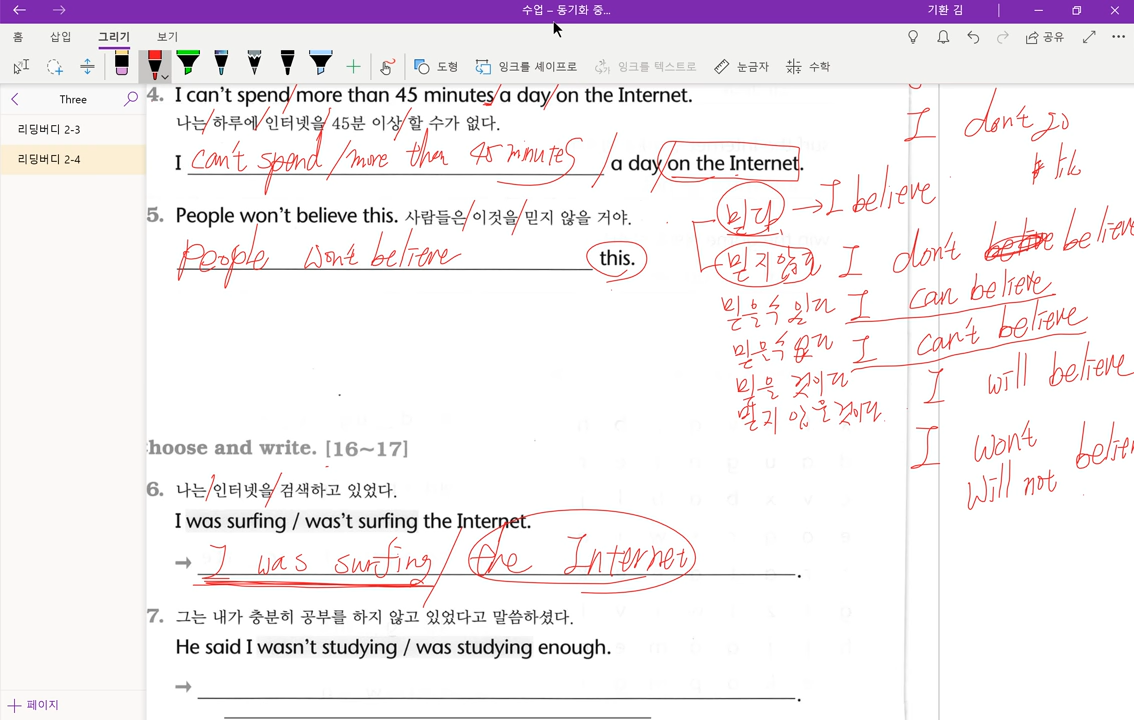 수업 – 동기화 중...
기환 김
홈 삽입 그리기 보기
공유
도형 잉크를 셰이프로 잉크를 텍스트로 눈금자 수학
Three
리딩버디 2-3
리딩버디 2-4
페이지
4. I can't spend/more than 45 minutes a day/on the Internet.
나는/하루에/인터넷을/45분 이상/할 수가 없다.
I can't spend/more than 45 minutes/a day/on the Internet.
5. People won't believe this. 사람들은/이것을/믿지 않을 거야.
People won't believe this.
hoose and write. [16~17]
6. 나는/인터넷을/검색하고 있었다.
I was surfing / was't surfing the Internet.
→ I was surfing/the Internet.
7. 그는 내가 충분히 공부를 하지 않고 있었다고 말씀하셨다.
He said I wasn't studying / was studying enough.
→ .
I don't go
믿다 → I believe
믿지않다 I don't believe
믿을수 있다 I can believe
믿을수 없다 I can't believe
믿을 것이다 I will believe
믿지 않을것이다. I won't believe
will not